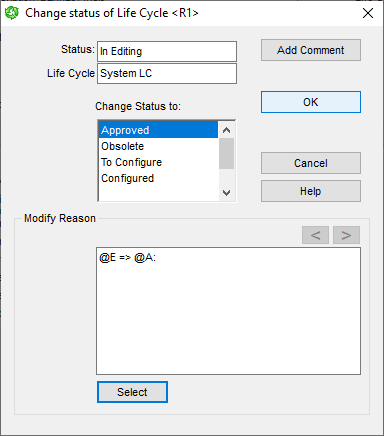 Change status of Life Cycle <R1>
Status:
In Editing
Add Comment
Life Cycle
System LC
Change Status to:
OK
Approved
Obsolete
To Configure
Configured
Cancel
Help
Modify Reason
<
>
@E => @A:
Select